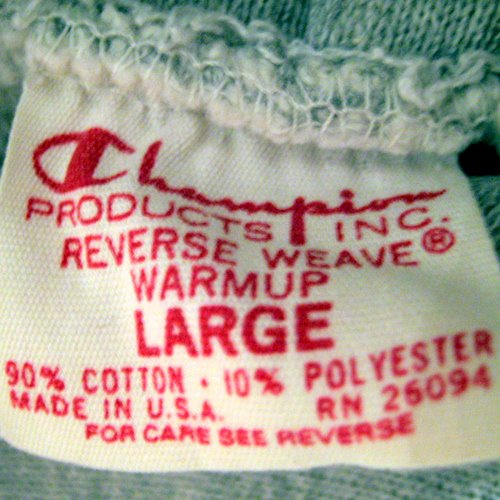 Champion
PRODUCTS INC.
REVERSE WEAVE®
WARMUP
LARGE
90% COTTON · 10% POLYESTER
MADE IN U.S.A. RN 26094
FOR CARE SEE REVERSE